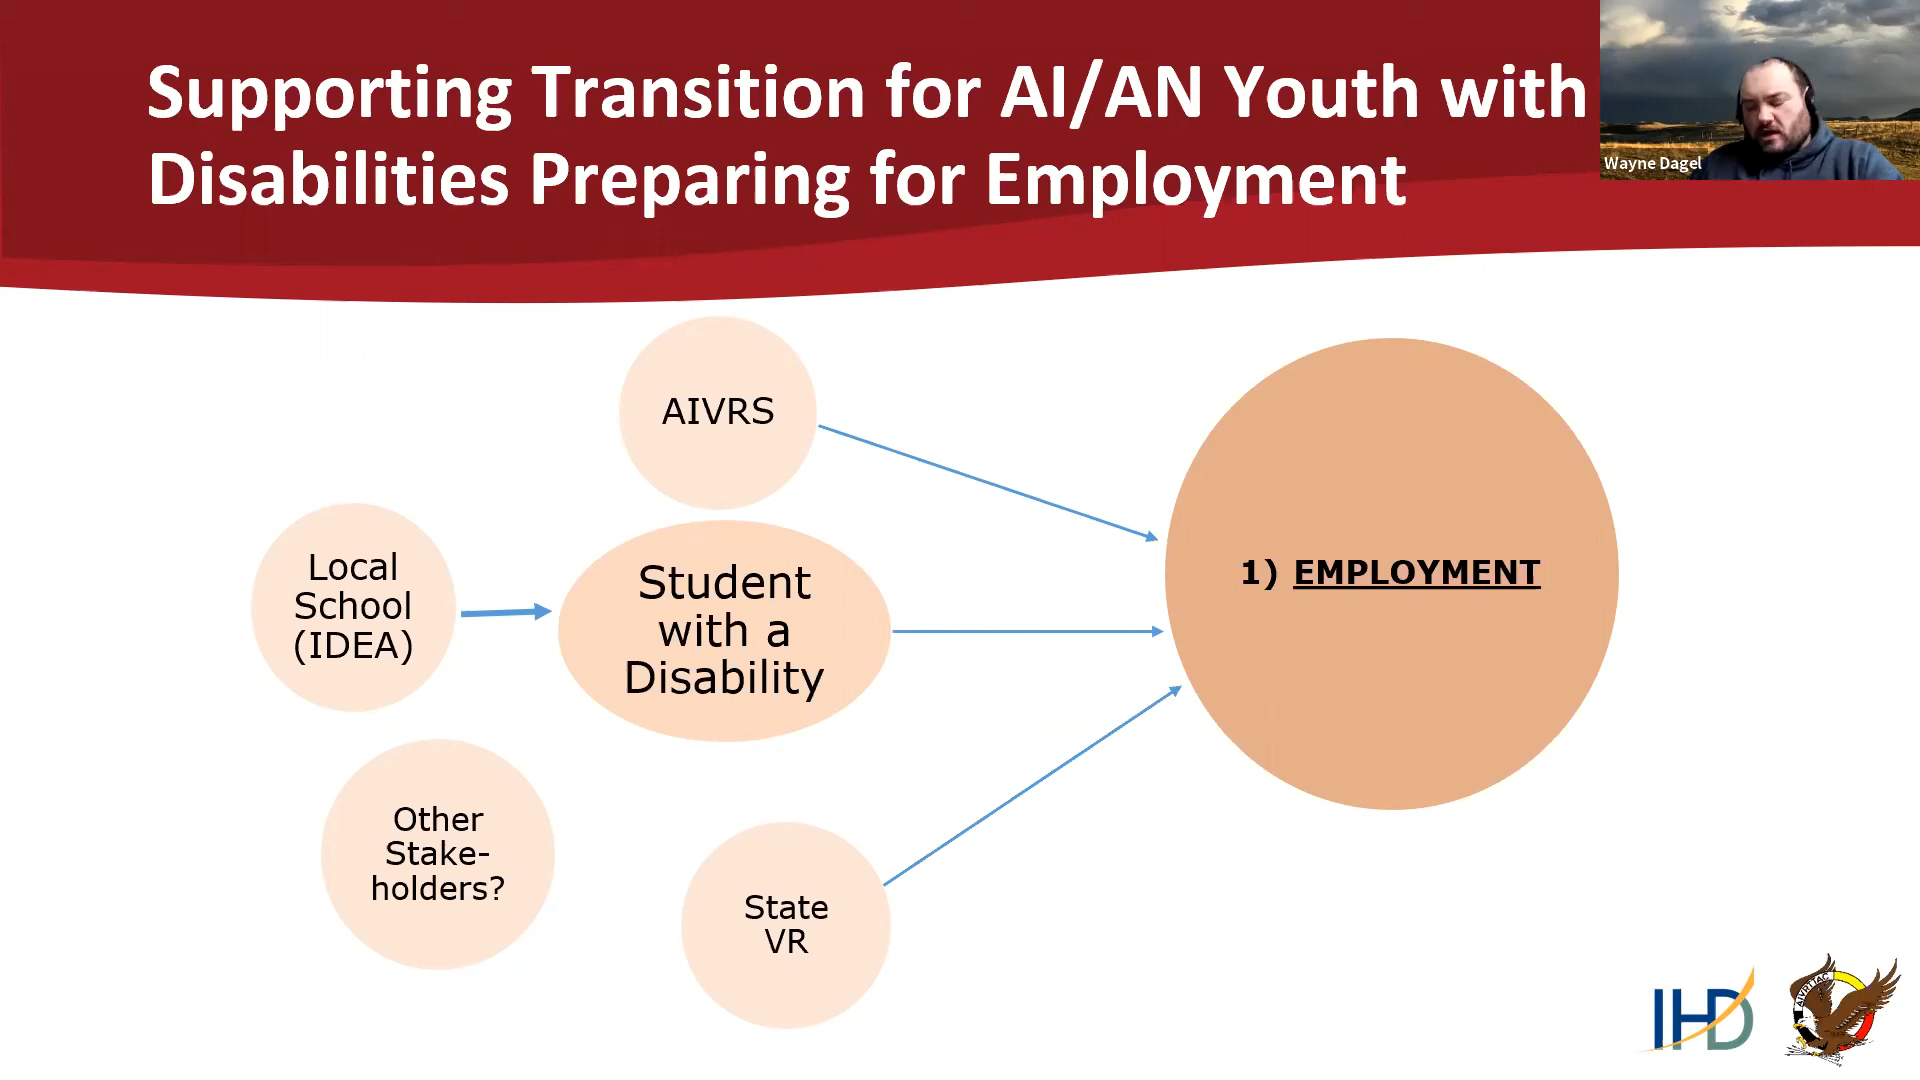 Supporting Transition for AI/AN Youth with
Disabilities Preparing for Employment
Wayne Dagel
AIVRS
Local
School
(IDEA)
Student
with a
Disability
1) EMPLOYMENT
Other
Stake-
holders?
State
VR
IHD
AIVRTTAC